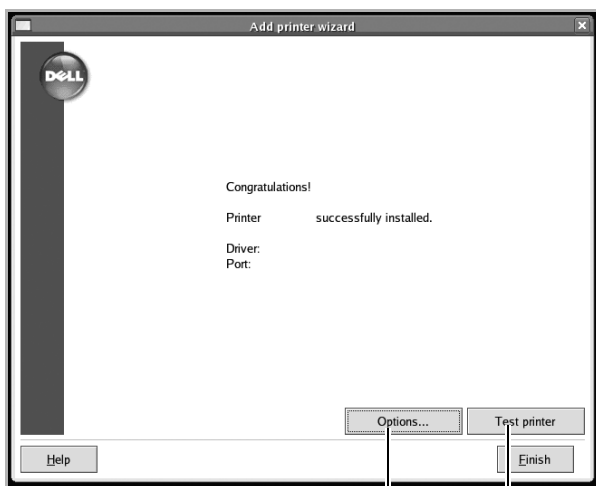 Add printer wizard
DELL
Congratulations!
Printer successfully installed.
Driver:
Port:
Options...
Test printer
Help
Finish